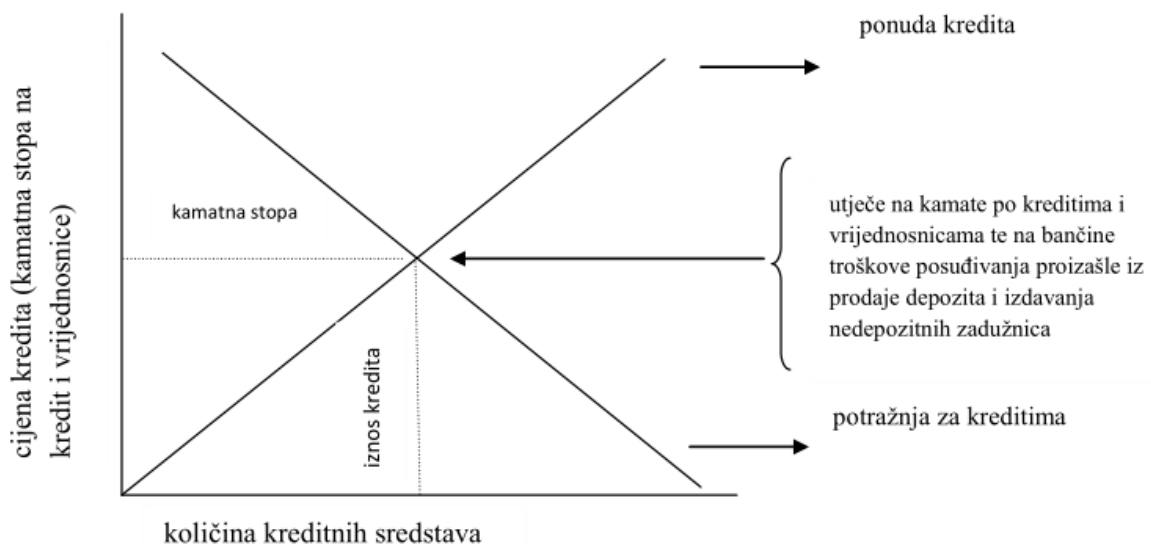 ponuda kredita
cijena kredita (kamatna stopa na
kredit i vrijednosnice)
kamatna stopa
utječe na kamate po kreditima i
vrijednosnicama te na bančine
troškove posuđivanja proizašle iz
prodaje depozita i izdavanja
nedepozitnih zadužnica
iznos kredita
potražnja za kreditima
količina kreditnih sredstava